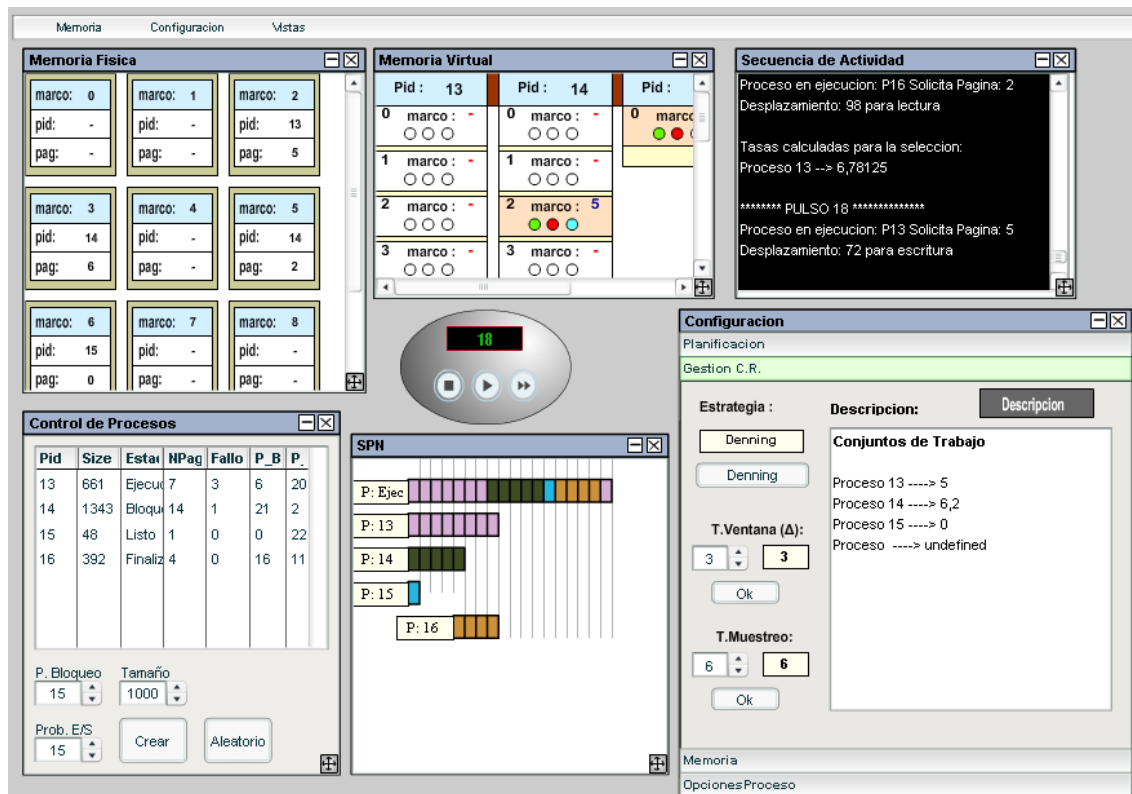 Memoria Configuracion Vistas
Memoria Fisica
marco: 0 marco: 1 marco: 2
pid: - pid: - pid: 13
pag: - pag: - pag: 5
marco: 3 marco: 4 marco: 5
pid: 14 pid: - pid: 14
pag: 6 pag: - pag: 2
marco: 6 marco: 7 marco: 8
pid: 15 pid: - pid: -
pag: 0 pag: - pag: -
Memoria Virtual
Pid : 13 Pid : 14 Pid :
0 marco : - 0 marco : - 0 marco
1 marco : - 1 marco : -
2 marco : - 2 marco : 5
3 marco : - 3 marco : -
Secuencia de Actividad
Proceso en ejecucion: P16 Solicita Pagina: 2
Desplazamiento: 98 para lectura
Tasas calculadas para la seleccion:
Proceso 13 --> 6,78125
******** PULSO 18 **************
Proceso en ejecucion: P13 Solicita Pagina: 5
Desplazamiento: 72 para escritura
18
Control de Procesos
Pid Size Estac NPag Fallo P_B P_
13 661 Ejecuc 7 3 6 20
14 1343 Bloqu 14 1 21 2
15 48 Listo 1 0 0 22
16 392 Finaliz 4 0 16 11
P. Bloqueo Tamaño
15 1000
Prob. E/S
15 Crear Aleatorio
SPN
P: Ejec
P: 13
P: 14
P: 15
P: 16
Configuracion
Planificacion
Gestion C.R.
Estrategia : Descripcion: Descripcion
Denning
Denning
T.Ventana (Δ):
3 3
Ok
T.Muestreo:
6 6
Ok
Conjuntos de Trabajo
Proceso 13 ----> 5
Proceso 14 ----> 6,2
Proceso 15 ----> 0
Proceso ----> undefined
Memoria
OpcionesProceso